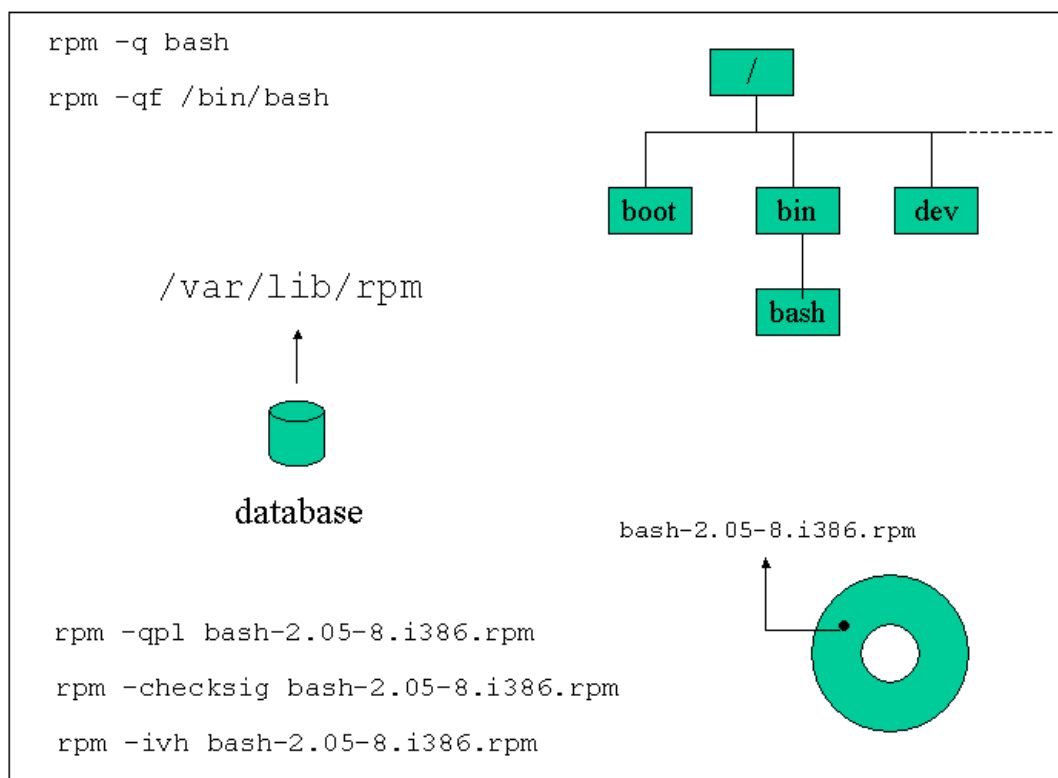 rpm -q bash
rpm -qf /bin/bash
/
boot bin dev
bash
/var/lib/rpm
database
bash-2.05-8.i386.rpm
rpm -qpl bash-2.05-8.i386.rpm
rpm -checksig bash-2.05-8.i386.rpm
rpm -ivh bash-2.05-8.i386.rpm